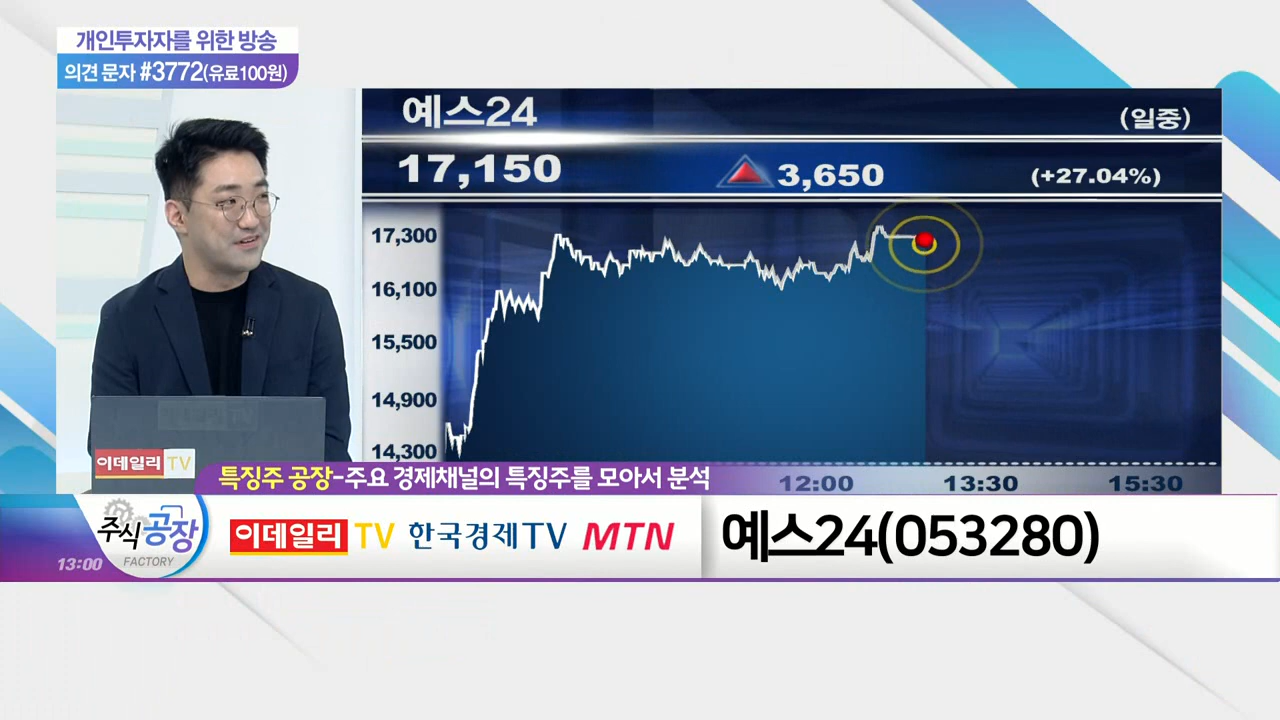 개인투자자를 위한 방송
의견 문자 #3772(유료100원)
예스24
(일중)
17,150
3,650
(+27.04%)
17,300
16,100
15,500
14,900
14,300
12:00
13:30
15:30
이데일리 TV
특징주 공장-주요 경제채널의 특징주를 모아서 분석
13:00
주식공장
FACTORY
이데일리 TV
한국경제TV
MTN
예스24(053280)